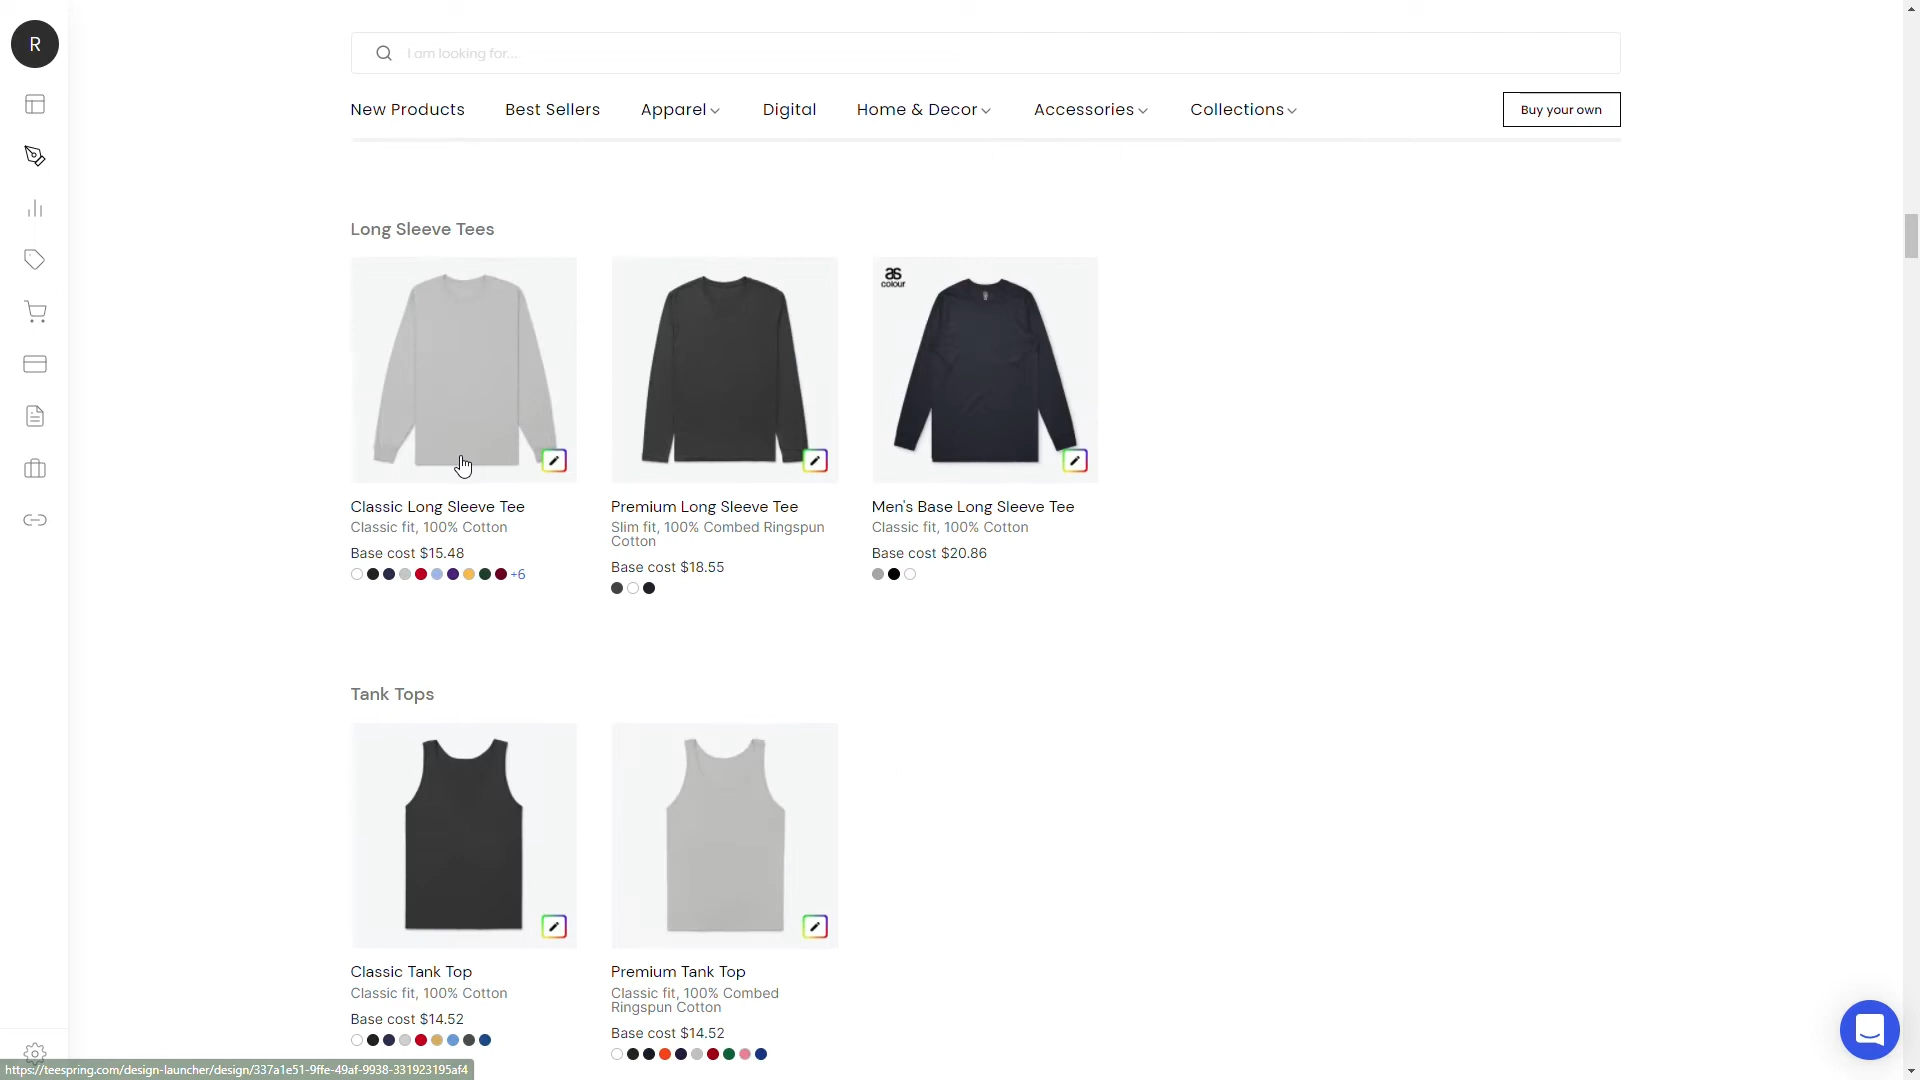 R
I am looking for...
New Products
Best Sellers
Apparel
Digital
Home & Decor
Accessories
Collections
Buy your own
Long Sleeve Tees
as
colour
Classic Long Sleeve Tee
Classic fit, 100% Cotton
Base cost $15.48
+6
Premium Long Sleeve Tee
Slim fit, 100% Combed Ringspun
Cotton
Base cost $18.55
Men's Base Long Sleeve Tee
Classic fit, 100% Cotton
Base cost $20.86
Tank Tops
Classic Tank Top
Classic fit, 100% Cotton
Base cost $14.52
Premium Tank Top
Classic fit, 100% Combed
Ringspun Cotton
Base cost $14.52
https://teespring.com/design-launcher/design/337a1e51-9ffe-49af-9938-331923195af4